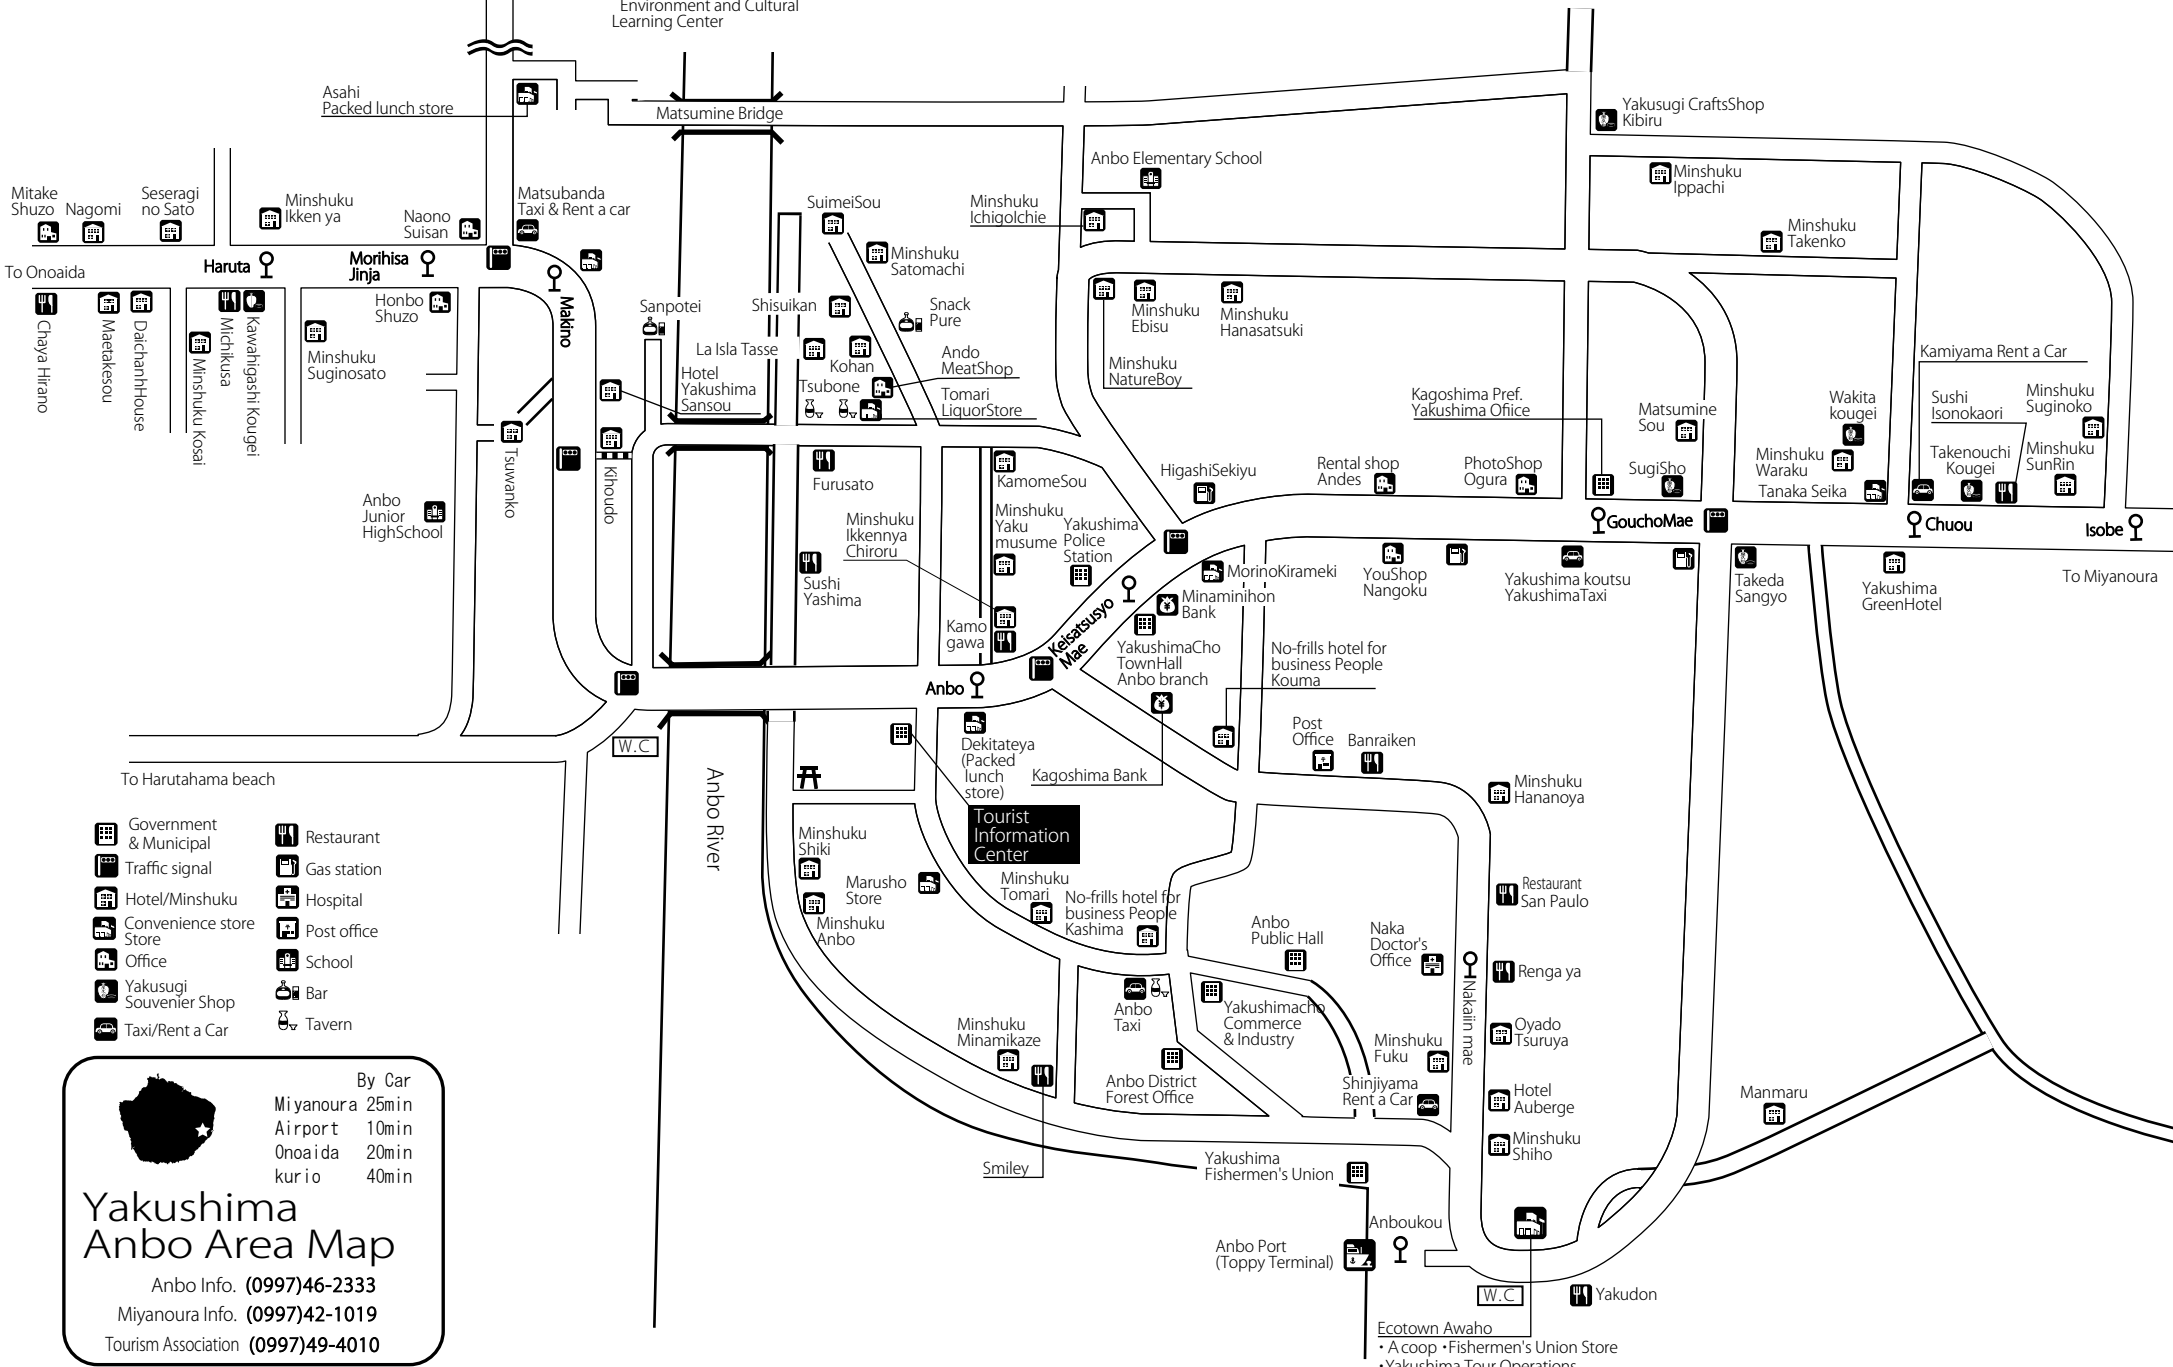 Environment and Cultural
Learning Center
Asahi
Packed lunch store
Matsumine Bridge
Yakusugi CraftsShop
Kibiru
Anbo Elementary School
Minshuku
Ippachi
Mitake
Shuzo
Nagomi
Seseragi
no Sato
Minshuku
Ikken ya
Naono
Suisan
Matsubanda
Taxi & Rent a car
SuimeiSou
Minshuku
IchigoIchie
Minshuku
Takenko
Minshuku
Satomachi
To Onoaida
Haruta
Morihisa
Jinja
Makino
Honbo
Shuzo
Sanpotei
Shisuikan
Snack
Pure
Minshuku
Ebisu
Minshuku
Hanasatsuki
Chaya Hirano
Maetakesou
DaichanhHouse
Minshuku Kosai
Michikusa
Kawahigashi Kougei
Minshuku
Suginosato
La Isla Tasse
Kohan
Ando
MeatShop
Hotel
Yakushima
Sansou
Tsubone
Tomari
LiquorStore
Minshuku
NatureBoy
Kamiyama Rent a Car
Kagoshima Pref.
Yakushima Ofiice
Matsumine
Sou
Wakita
kougei
Sushi
Isonokaori
Minshuku
Suginoko
Tsuwanko
Kihoudo
Furusato
KamomeSou
HigashiSekiyu
Rental shop
Andes
PhotoShop
Ogura
SugiSho
Minshuku
Waraku
Tanaka Seika
Takenouchi
Kougei
Minshuku
SunRin
Anbo
Junior
HighSchool
Minshuku
Ikkennya
Chiroru
Minshuku
Yaku
musume
Yakushima
Police
Station
GouchoMae
Chuou
Isobe
Sushi
Yashima
MorinoKirameki
YouShop
Nangoku
Yakushima koutsu
YakushimaTaxi
Takeda
Sangyo
Yakushima
GreenHotel
To Miyanoura
Kamo
gawa
Keisatsusyo
Mae
Minaminihon
Bank
YakushimaCho
TownHall
Anbo branch
No-frills hotel for
business People
Kouma
Anbo
W.C
Dekitateya
(Packed
lunch
store)
Kagoshima Bank
Post
Office
Banraiken
To Harutahama beach
Anbo River
Minshuku
Hananoya
Tourist
Information
Center
Government
& Municipal
Traffic signal
Hotel/Minshuku
Convenience store
Store
Office
Yakusugi
Souvenier Shop
Taxi/Rent a Car
Restaurant
Gas station
Hospital
Post office
School
Bar
Tavern
Minshuku
Shiki
Marusho
Store
Minshuku
Anbo
Minshuku
Tomari
No-frills hotel for
business People
Kashima
Anbo
Public Hall
Naka
Doctor's
Office
Restaurant
San Paulo
Renga ya
Nakaiin mae
Anbo
Taxi
Yakushimacho
Commerce
& Industry
Minshuku
Minamikaze
Minshuku
Fuku
Oyado
Tsuruya
Anbo District
Forest Office
Shinjiyama
Rent a Car
Hotel
Auberge
Manmaru
Minshuku
Shiho
Smiley
Yakushima
Fishermen's Union
Anboukou
Anbo Port
(Toppy Terminal)
W.C
Yakudon
Ecotown Awaho
・A coop ・Fishermen's Union Store
・Yakushima Tour Operations
By Car
Miyanoura 25min
Airport 10min
Onoaida 20min
kurio 40min
Yakushima
Anbo Area Map
Anbo Info. (0997)46-2333
Miyanoura Info. (0997)42-1019
Tourism Association (0997)49-4010